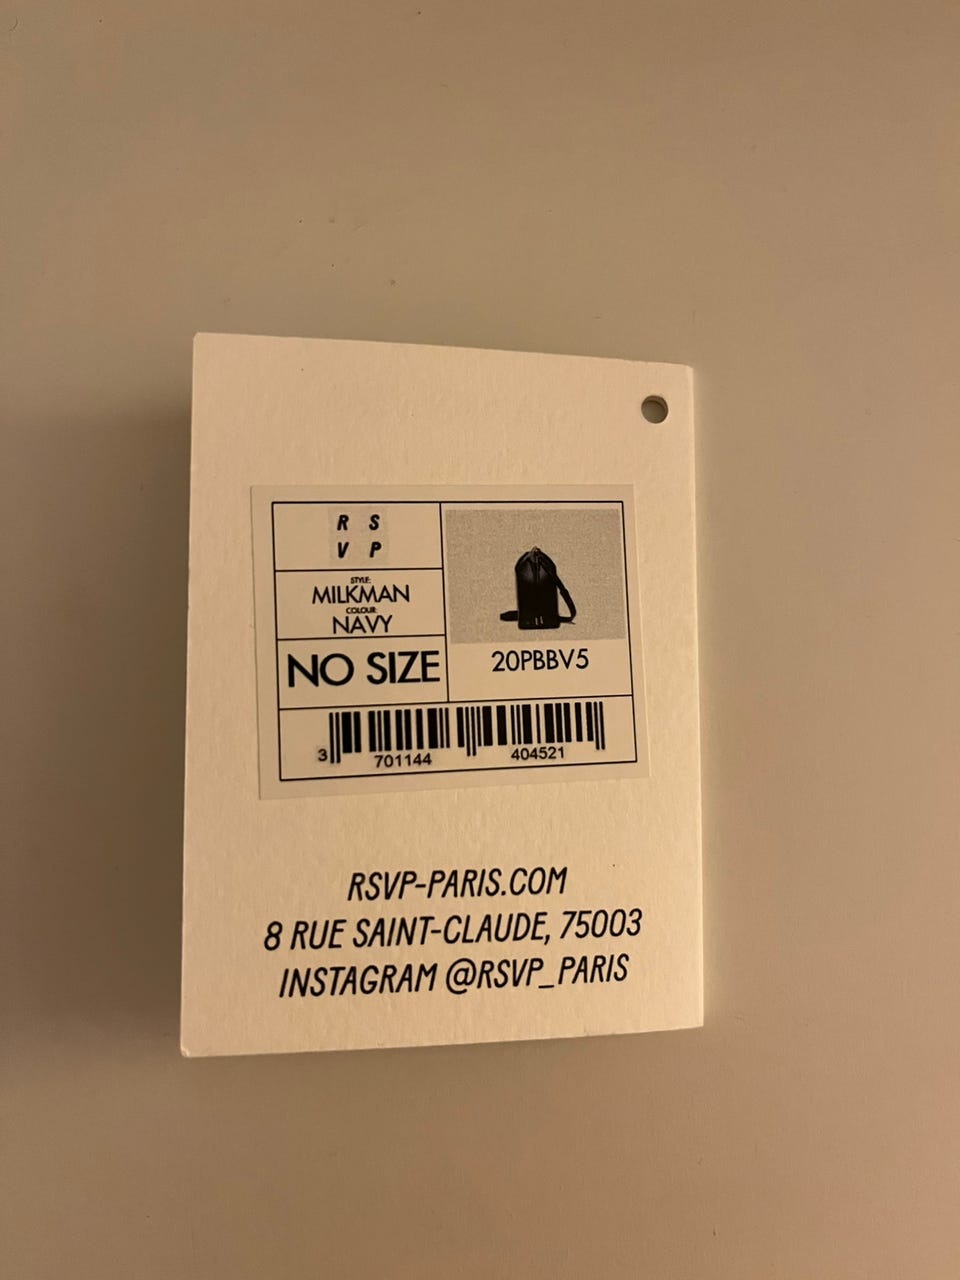 R S
V P
STYLE:
MILKMAN
COLOUR:
NAVY
NO SIZE
20PBBV5
3 701144 404521
RSVP-PARIS.COM
8 RUE SAINT-CLAUDE, 75003
INSTAGRAM @RSVP_PARIS